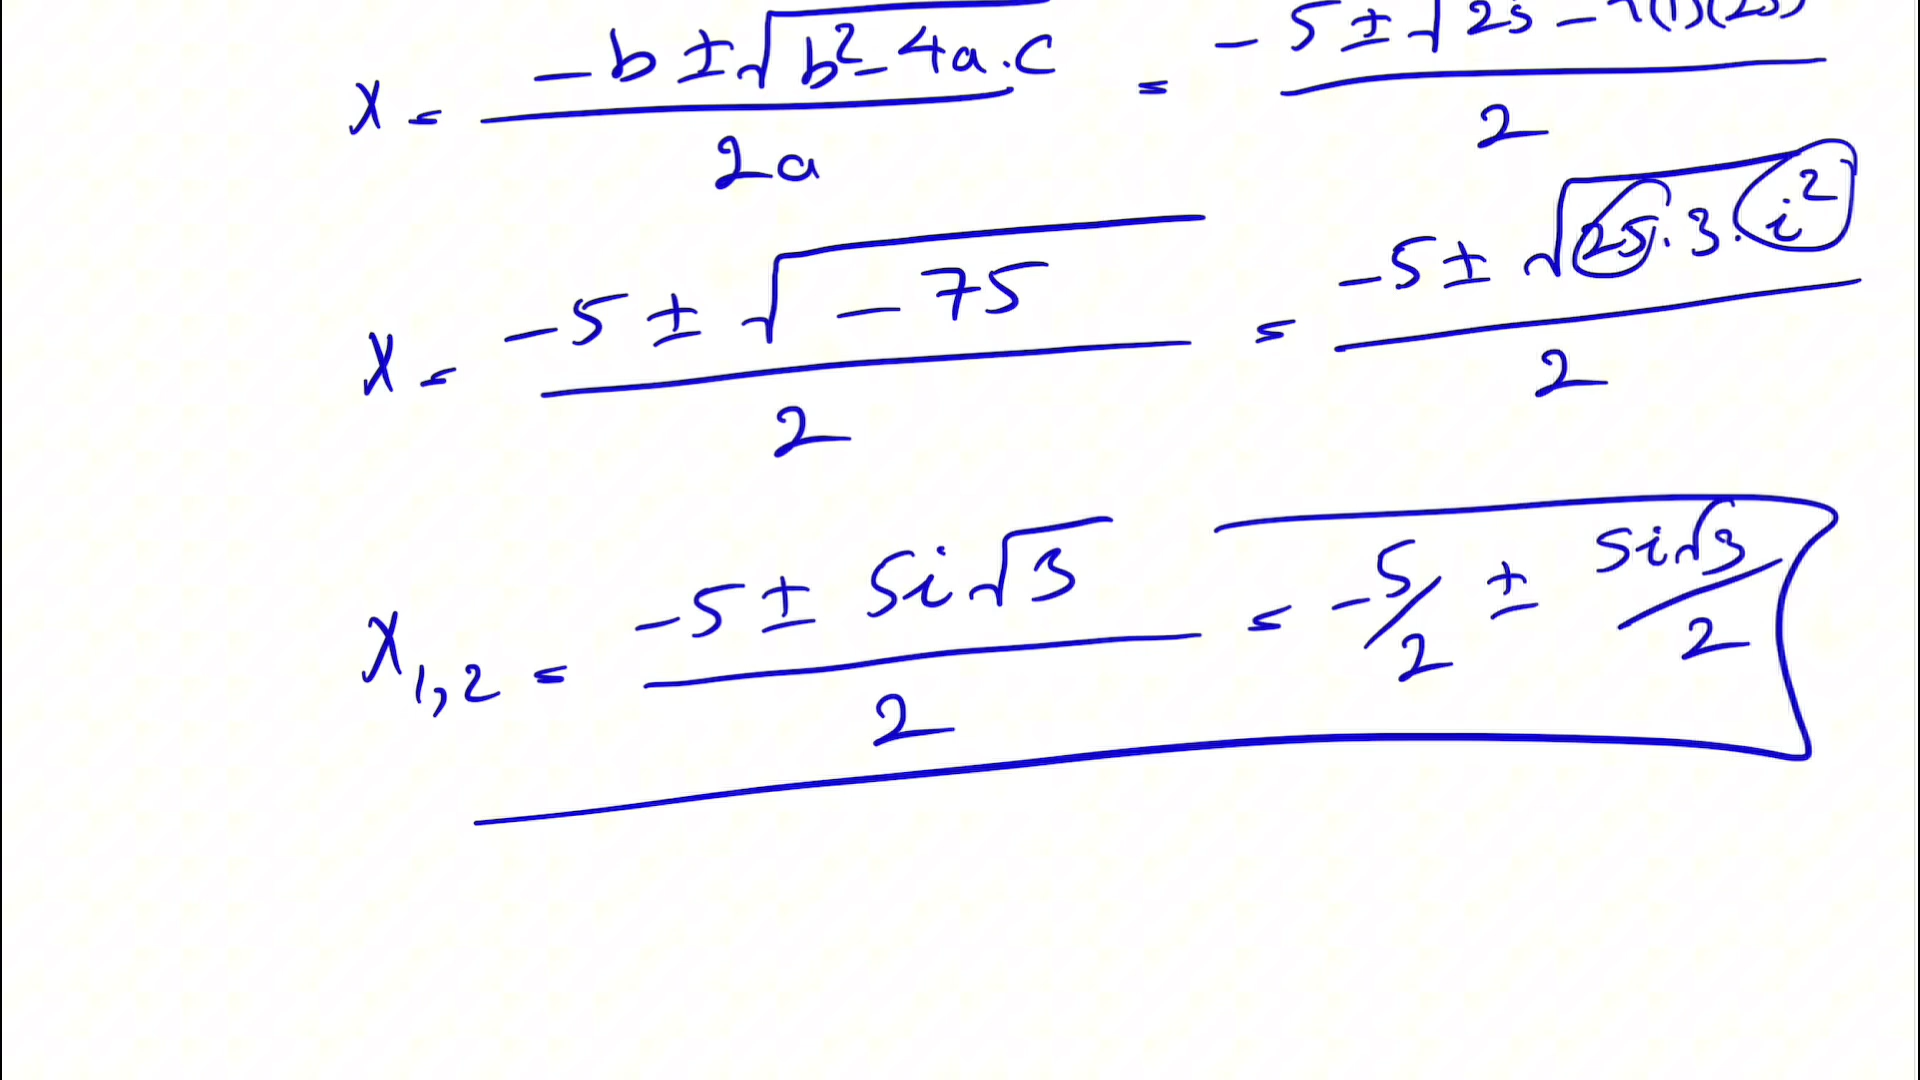 x = (-b ± √(b² - 4a.c)) / 2a = (-5 ± √(25 - 4(1)(25))) / 2
x = (-5 ± √(-75)) / 2 = (-5 ± √(25.3.i²)) / 2
x1,2 = (-5 ± 5i√3) / 2 = -5/2 ± 5i√3/2